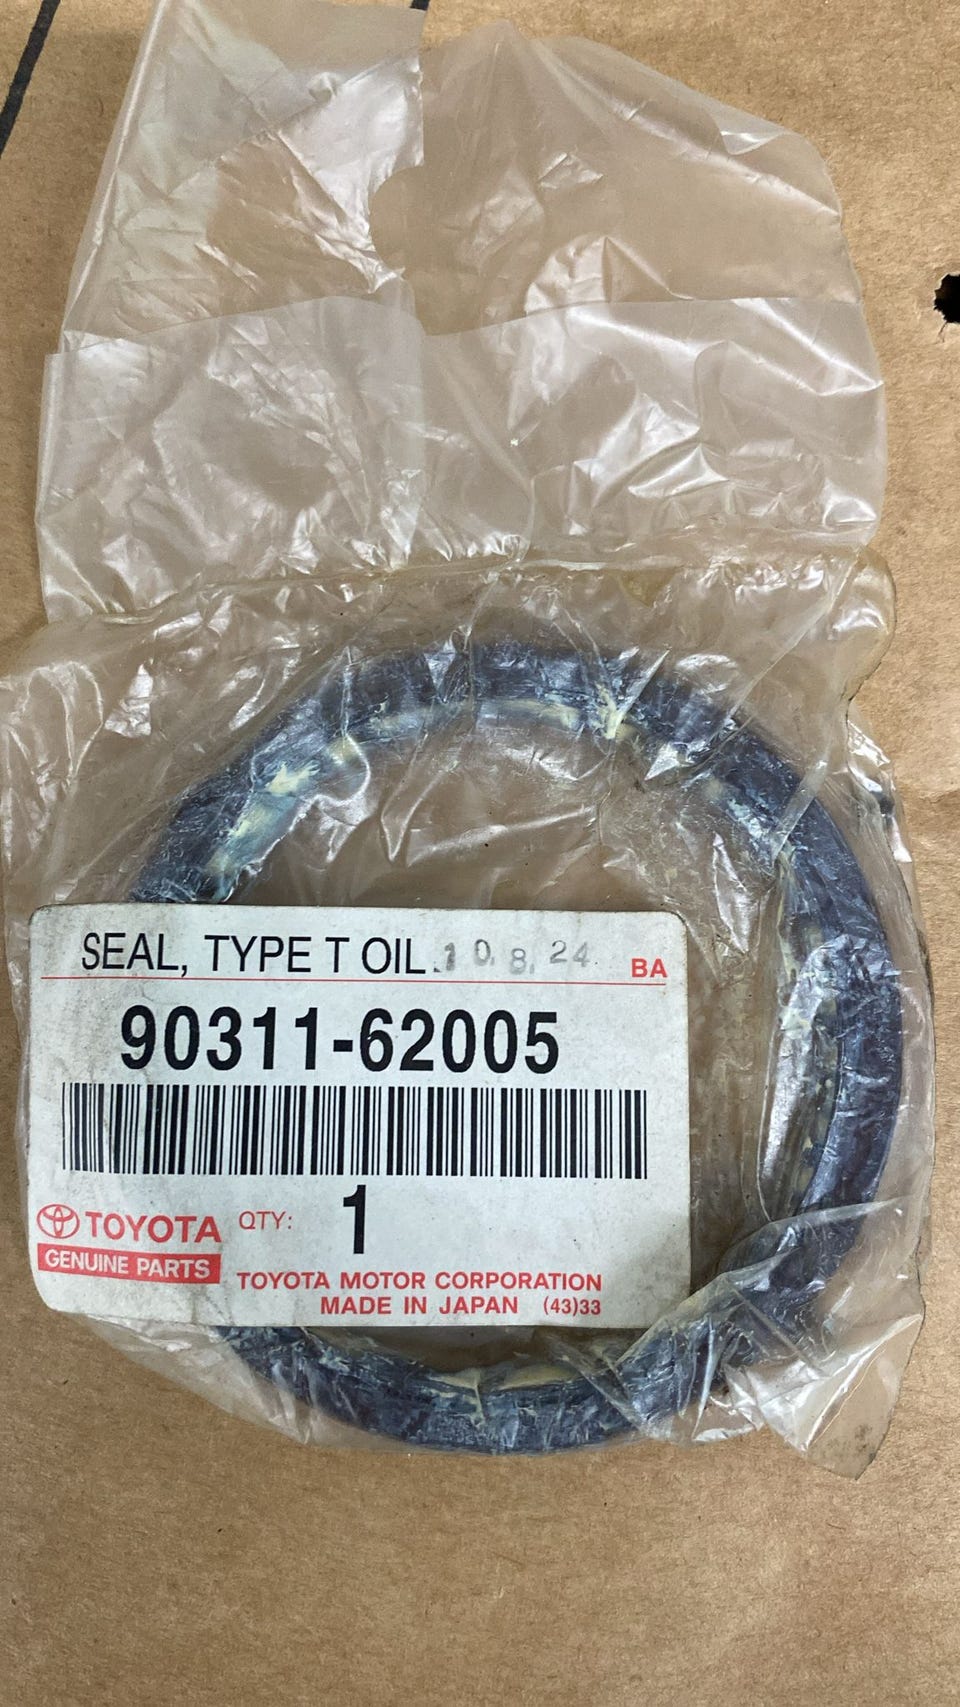 SEAL, TYPE T OIL. 10. 8. 24 BA
90311-62005
TOYOTA QTY: 1
GENUINE PARTS
TOYOTA MOTOR CORPORATION
MADE IN JAPAN (43)33